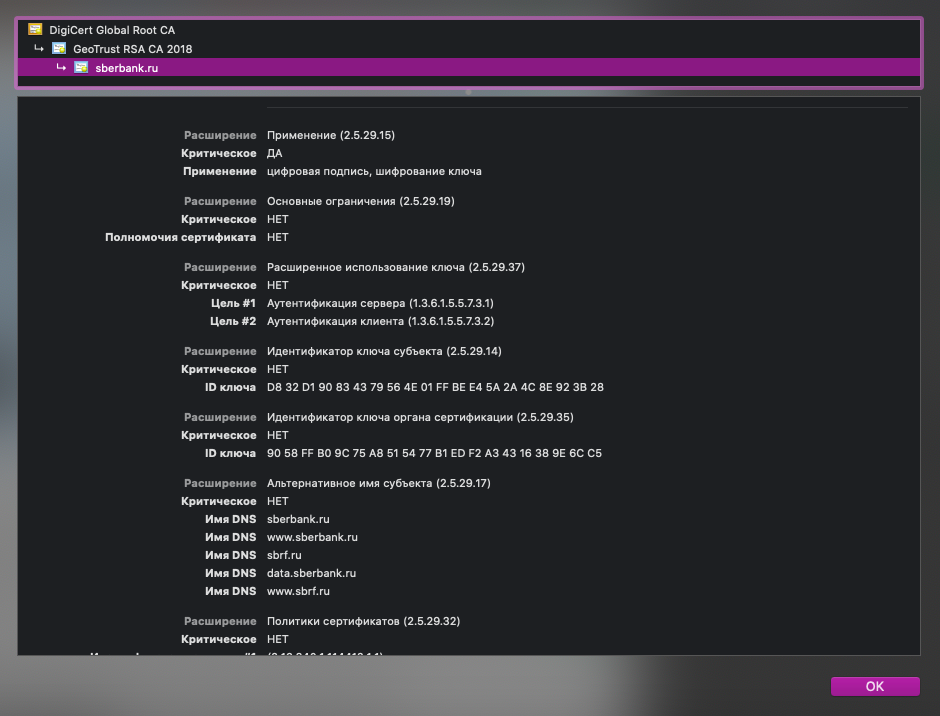 DigiCert Global Root CA
GeoTrust RSA CA 2018
sberbank.ru
Расширение Применение (2.5.29.15)
Критическое ДА
Применение цифровая подпись, шифрование ключа
Расширение Основные ограничения (2.5.29.19)
Критическое НЕТ
Полномочия сертификата НЕТ
Расширение Расширенное использование ключа (2.5.29.37)
Критическое НЕТ
Цель #1 Аутентификация сервера (1.3.6.1.5.5.7.3.1)
Цель #2 Аутентификация клиента (1.3.6.1.5.5.7.3.2)
Расширение Идентификатор ключа субъекта (2.5.29.14)
Критическое НЕТ
ID ключа D8 32 D1 90 83 43 79 56 4E 01 FF BE E4 5A 2A 4C 8E 92 3B 28
Расширение Идентификатор ключа органа сертификации (2.5.29.35)
Критическое НЕТ
ID ключа 90 58 FF B0 9C 75 A8 51 54 77 B1 ED F2 A3 43 16 38 9E 6C C5
Расширение Альтернативное имя субъекта (2.5.29.17)
Критическое НЕТ
Имя DNS sberbank.ru
Имя DNS www.sberbank.ru
Имя DNS sbrf.ru
Имя DNS data.sberbank.ru
Имя DNS www.sbrf.ru
Расширение Политики сертификатов (2.5.29.32)
Критическое НЕТ
OK